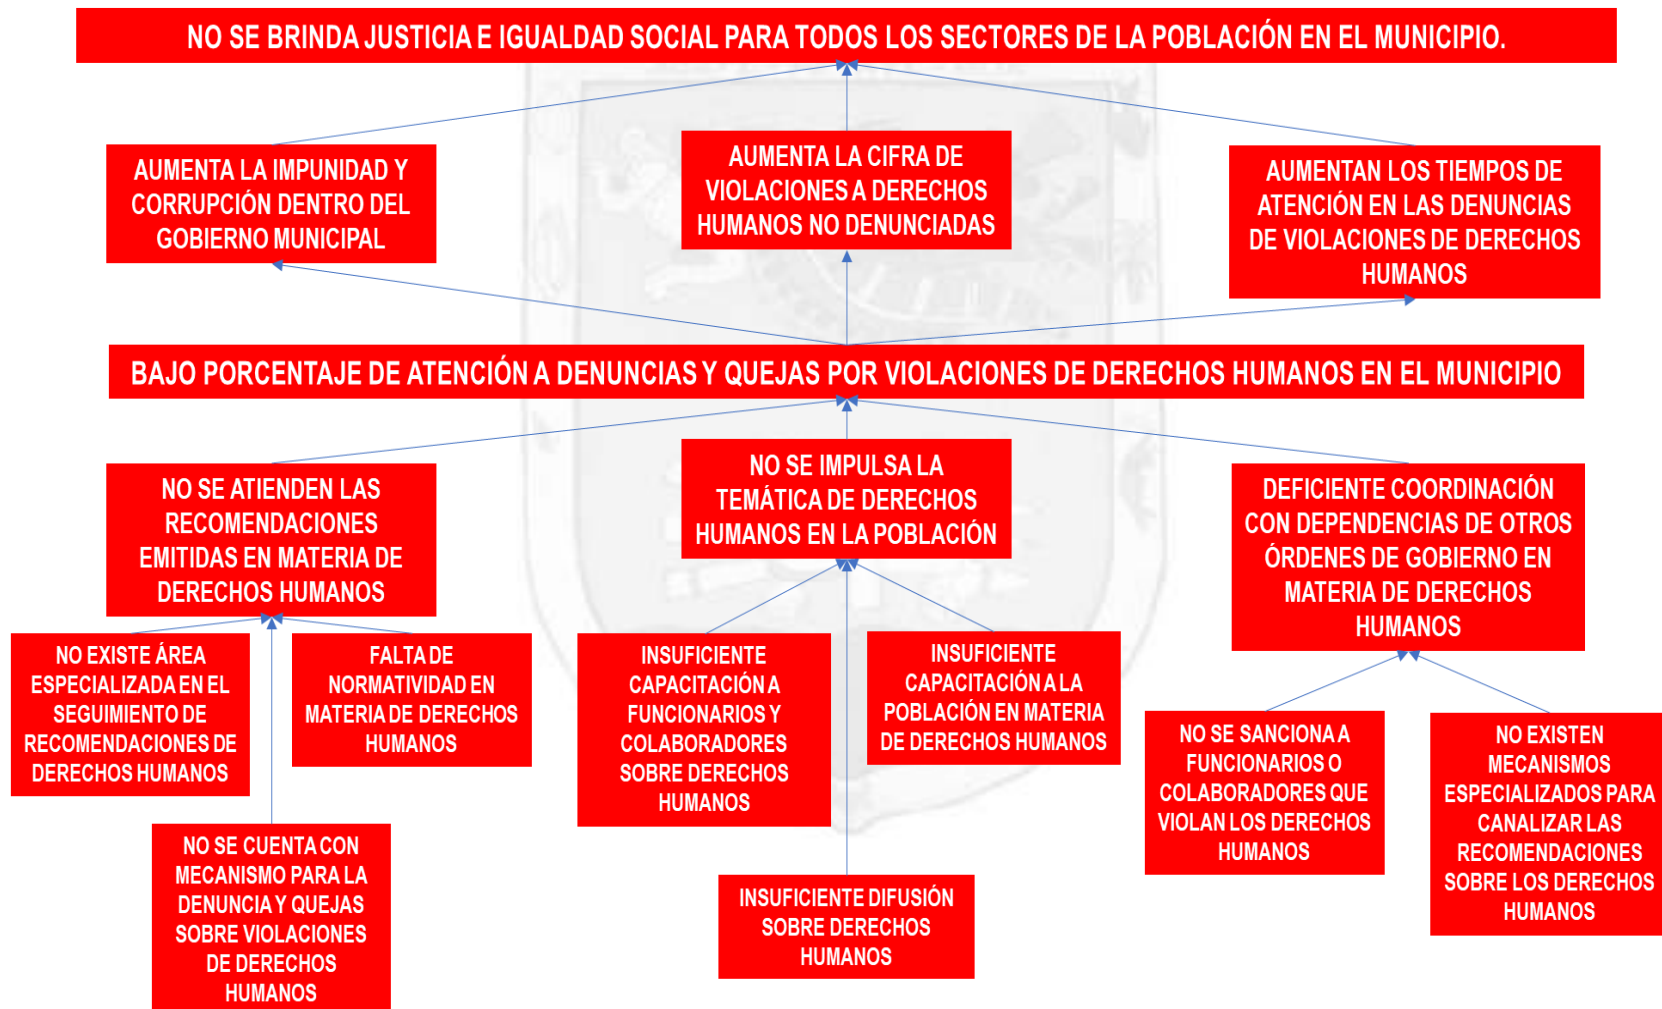 NO SE BRINDA JUSTICIA E IGUALDAD SOCIAL PARA TODOS LOS SECTORES DE LA POBLACIÓN EN EL MUNICIPIO.
AUMENTA LA IMPUNIDAD Y
CORRUPCIÓN DENTRO DEL
GOBIERNO MUNICIPAL
AUMENTA LA CIFRA DE
VIOLACIONES A DERECHOS
HUMANOS NO DENUNCIADAS
AUMENTAN LOS TIEMPOS DE
ATENCIÓN EN LAS DENUNCIAS
DE VIOLACIONES DE DERECHOS
HUMANOS
BAJO PORCENTAJE DE ATENCIÓN A DENUNCIAS Y QUEJAS POR VIOLACIONES DE DERECHOS HUMANOS EN EL MUNICIPIO
NO SE ATIENDEN LAS
RECOMENDACIONES
EMITIDAS EN MATERIA DE
DERECHOS HUMANOS
NO SE IMPULSA LA
TEMÁTICA DE DERECHOS
HUMANOS EN LA POBLACIÓN
DEFICIENTE COORDINACIÓN
CON DEPENDENCIAS DE OTROS
ÓRDENES DE GOBIERNO EN
MATERIA DE DERECHOS
HUMANOS
NO EXISTE ÁREA
ESPECIALIZADA EN EL
SEGUIMIENTO DE
RECOMENDACIONES DE
DERECHOS HUMANOS
FALTA DE
NORMATIVIDAD EN
MATERIA DE DERECHOS
HUMANOS
INSUFICIENTE
CAPACITACIÓN A
FUNCIONARIOS Y
COLABORADORES
SOBRE DERECHOS
HUMANOS
INSUFICIENTE
CAPACITACIÓN A LA
POBLACIÓN EN MATERIA
DE DERECHOS HUMANOS
NO SE SANCIONA A
FUNCIONARIOS O
COLABORADORES QUE
VIOLAN LOS DERECHOS
HUMANOS
NO EXISTEN
MECANISMOS
ESPECIALIZADOS PARA
CANALIZAR LAS
RECOMENDACIONES
SOBRE LOS DERECHOS
HUMANOS
NO SE CUENTA CON
MECANISMO PARA LA
DENUNCIA Y QUEJAS
SOBRE VIOLACIONES
DE DERECHOS
HUMANOS
INSUFICIENTE DIFUSIÓN
SOBRE DERECHOS
HUMANOS